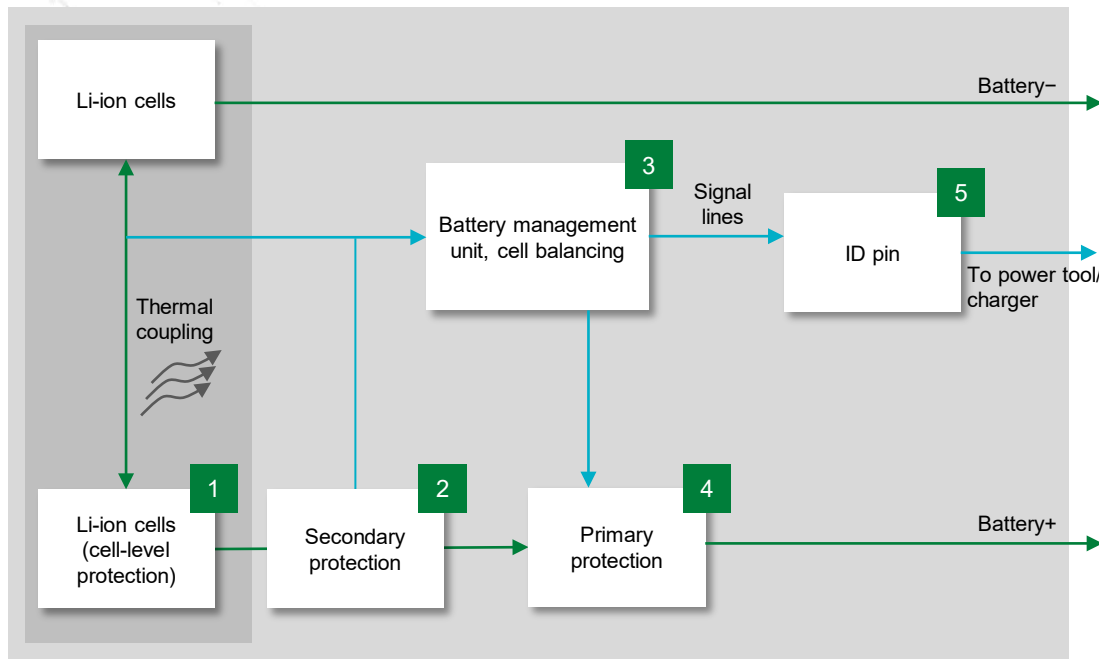 Li-ion cells
Battery−
3
5
Battery management
unit, cell balancing
Signal
lines
ID pin
To power tool/
charger
Thermal
coupling
1
2
4
Li-ion cells
(cell-level
protection)
Secondary
protection
Primary
protection
Battery+